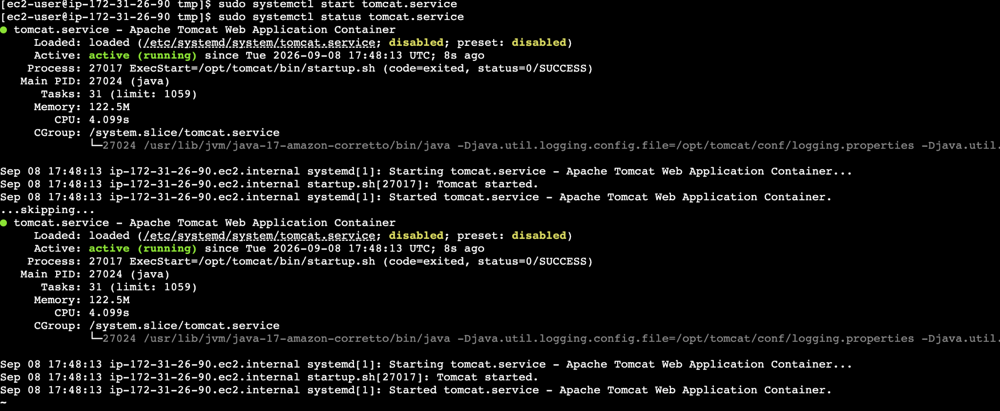 [ec2-user@ip-172-31-26-90 tmp]$ sudo systemctl start tomcat.service
[ec2-user@ip-172-31-26-90 tmp]$ sudo systemctl status tomcat.service
● tomcat.service - Apache Tomcat Web Application Container
     Loaded: loaded (/etc/systemd/system/tomcat.service; disabled; preset: disabled)
     Active: active (running) since Tue 2026-09-08 17:48:13 UTC; 8s ago
    Process: 27017 ExecStart=/opt/tomcat/bin/startup.sh (code=exited, status=0/SUCCESS)
   Main PID: 27024 (java)
      Tasks: 31 (limit: 1059)
     Memory: 122.5M
        CPU: 4.099s
     CGroup: /system.slice/tomcat.service
             └─27024 /usr/lib/jvm/java-17-amazon-corretto/bin/java -Djava.util.logging.config.file=/opt/tomcat/conf/logging.properties -Djava.util.
Sep 08 17:48:13 ip-172-31-26-90.ec2.internal systemd[1]: Starting tomcat.service - Apache Tomcat Web Application Container...
Sep 08 17:48:13 ip-172-31-26-90.ec2.internal startup.sh[27017]: Tomcat started.
Sep 08 17:48:13 ip-172-31-26-90.ec2.internal systemd[1]: Started tomcat.service - Apache Tomcat Web Application Container.
...skipping...
● tomcat.service - Apache Tomcat Web Application Container
     Loaded: loaded (/etc/systemd/system/tomcat.service; disabled; preset: disabled)
     Active: active (running) since Tue 2026-09-08 17:48:13 UTC; 8s ago
    Process: 27017 ExecStart=/opt/tomcat/bin/startup.sh (code=exited, status=0/SUCCESS)
   Main PID: 27024 (java)
      Tasks: 31 (limit: 1059)
     Memory: 122.5M
        CPU: 4.099s
     CGroup: /system.slice/tomcat.service
             └─27024 /usr/lib/jvm/java-17-amazon-corretto/bin/java -Djava.util.logging.config.file=/opt/tomcat/conf/logging.properties -Djava.util.
Sep 08 17:48:13 ip-172-31-26-90.ec2.internal systemd[1]: Starting tomcat.service - Apache Tomcat Web Application Container...
Sep 08 17:48:13 ip-172-31-26-90.ec2.internal startup.sh[27017]: Tomcat started.
Sep 08 17:48:13 ip-172-31-26-90.ec2.internal systemd[1]: Started tomcat.service - Apache Tomcat Web Application Container.
~